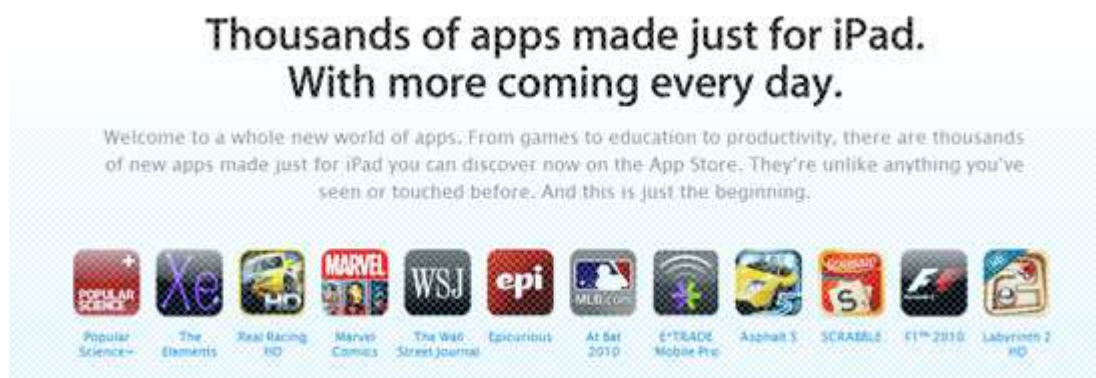 Thousands of apps made just for iPad.
With more coming every day.
Welcome to a whole new world of apps. From games to education to productivity, there are thousands
of new apps made just for iPad you can discover now on the App Store. They're unlike anything you've
seen or touched before. And this is just the beginning.
POPULAR SCIENCE+ Xe HD MARVEL WSJ epi MLB.com 5 SCRABBLE S F1 HD
Popular The Real Racing Marvel The Wall Epicurious At Bat E*TRADE Asphalt 5 SCRABBLE F1™ 2010 Labyrinth 2
Science+ Elements HD Comics Street Journal 2010 Mobile Pro HD